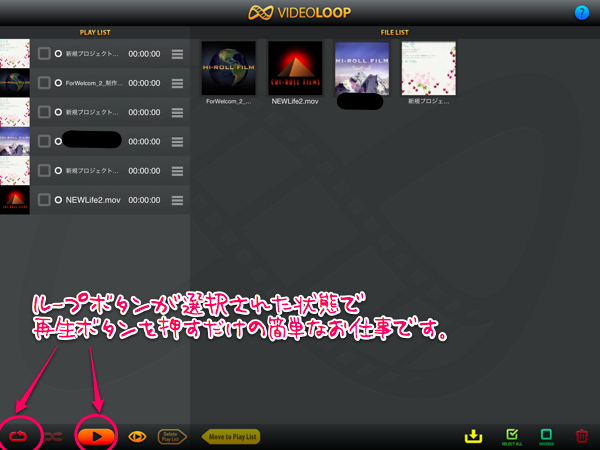 VIDEOLOOP
?
PLAY LIST
FILE LIST
新規プロジェクト... 00:00:00
ForWelcom_2_制作... 00:00:00
新規プロジェクト... 00:00:00
00:00:00
新規プロジェクト... 00:00:00
NEWLife2.mov 00:00:00
HI-ROLL FILM
CHI-ROLL FILMS
HI-ROLL FILM
ForWelcom_2_...
NEWLife2.mov
新規プロジェ...
ループボタンが選択された状態で
再生ボタンを押すだけの簡単なお仕事です。
Delete Play List
Move to Play List
SELECT ALL
INVERSE